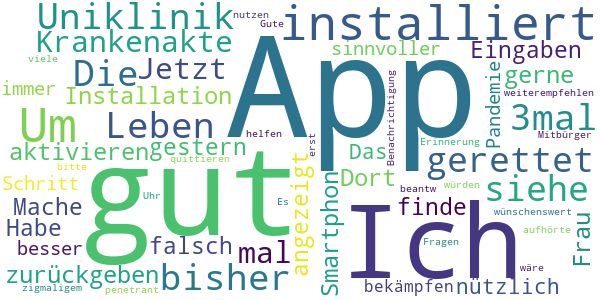 Uniklinik
nutzen
Gute
installiert
Krankenakte
viele
sinnvoller
Eingaben
Die
Jetzt
App
immer
Installation
gerne
weiterempfehlen
Um
Leben
3mal
Pandemie
Benachrichtigung
helfen
Mitbürger
aktivieren
gestern
erst
Das
Erinnerung
gerettet
quittieren
bitte
gut
angezeigt
Dort
Schritt
Uhr
Es
Smartphon
Ich
beantw
würden
siehe
Mache
finde
wünschenswert
Habe
Frau
besser
falsch
mal
Fragen
aufhörte
zurückgeben
bisher
wäre
zigmaligem
penetrant
bekämpfen
nützlich